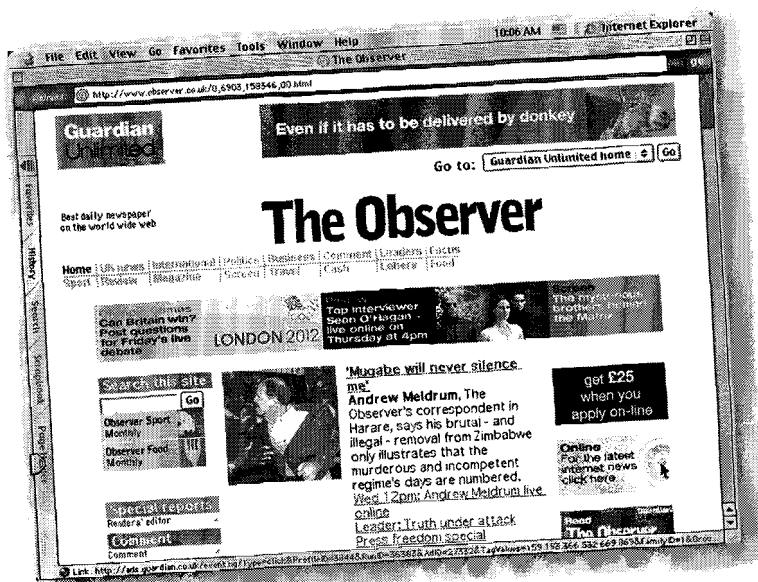 File Edit View Go Favorites Tools Window Help 10:06 AM Internet Explorer
The Observer
http://www.observer.co.uk/0,6903,158346,00.html go
Guardian
Unlimited
Even if it has to be delivered by donkey
Go to: Guardian Unlimited home Go
Best daily newspaper
on the world wide web
The Observer
Home UK news International Politics Business Comment Leaders Focus
Sport Review Magazine Screen Travel Cash Letters Food
Can Britain win?
Post questions
for Friday's live
debate
LONDON 2012
Top interviewer
Sean O'Hagan -
live online on
Thursday at 4pm
Screen
The mysterious
brothers behind
the Matrix
Search this site
Go
Observer Sport
Monthly
Observer Food
Monthly
Special reports
Readers' editor
Comment
Comment
'Mugabe will never silence
me'
Andrew Meldrum, The
Observer's correspondent in
Harare, says his brutal - and
illegal - removal from Zimbabwe
only illustrates that the
murderous and incompetent
regime's days are numbered.
Wed 12pm: Andrew Meldrum live
online
Leader: Truth under attack
Press freedom special
get £25
when you
apply on-line
Online
For the latest
internet news
click here
Read
The Observer
Favorites
History
Search
Scrapbook
Page Holder